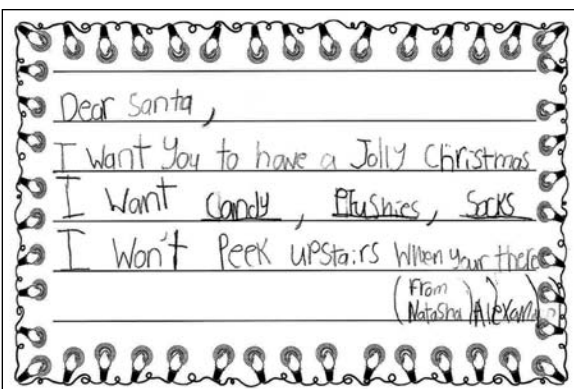 Dear Santa,
I Want You to have a Jolly Christmas
I Want Candy, Plushies, Socks
I Won't Peek upstairs When your there
(From
Natasha)